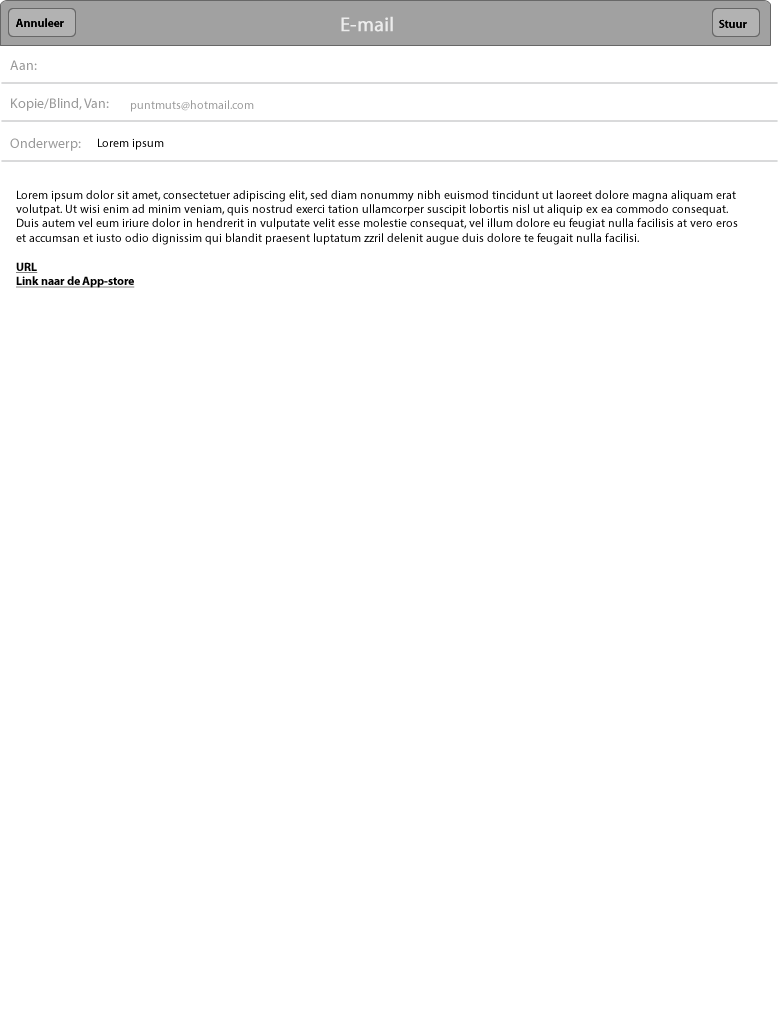 Annuleer E-mail Stuur
Aan:
Kopie/Blind, Van: puntmuts@hotmail.com
Onderwerp: Lorem ipsum
Lorem ipsum dolor sit amet, consectetuer adipiscing elit, sed diam nonummy nibh euismod tincidunt ut laoreet dolore magna aliquam erat
volutpat. Ut wisi enim ad minim veniam, quis nostrud exerci tation ullamcorper suscipit lobortis nisl ut aliquip ex ea commodo consequat.
Duis autem vel eum iriure dolor in hendrerit in vulputate velit esse molestie consequat, vel illum dolore eu feugiat nulla facilisis at vero eros
et accumsan et iusto odio dignissim qui blandit praesent luptatum zzril delenit augue duis dolore te feugait nulla facilisi.
URL
Link naar de App-store